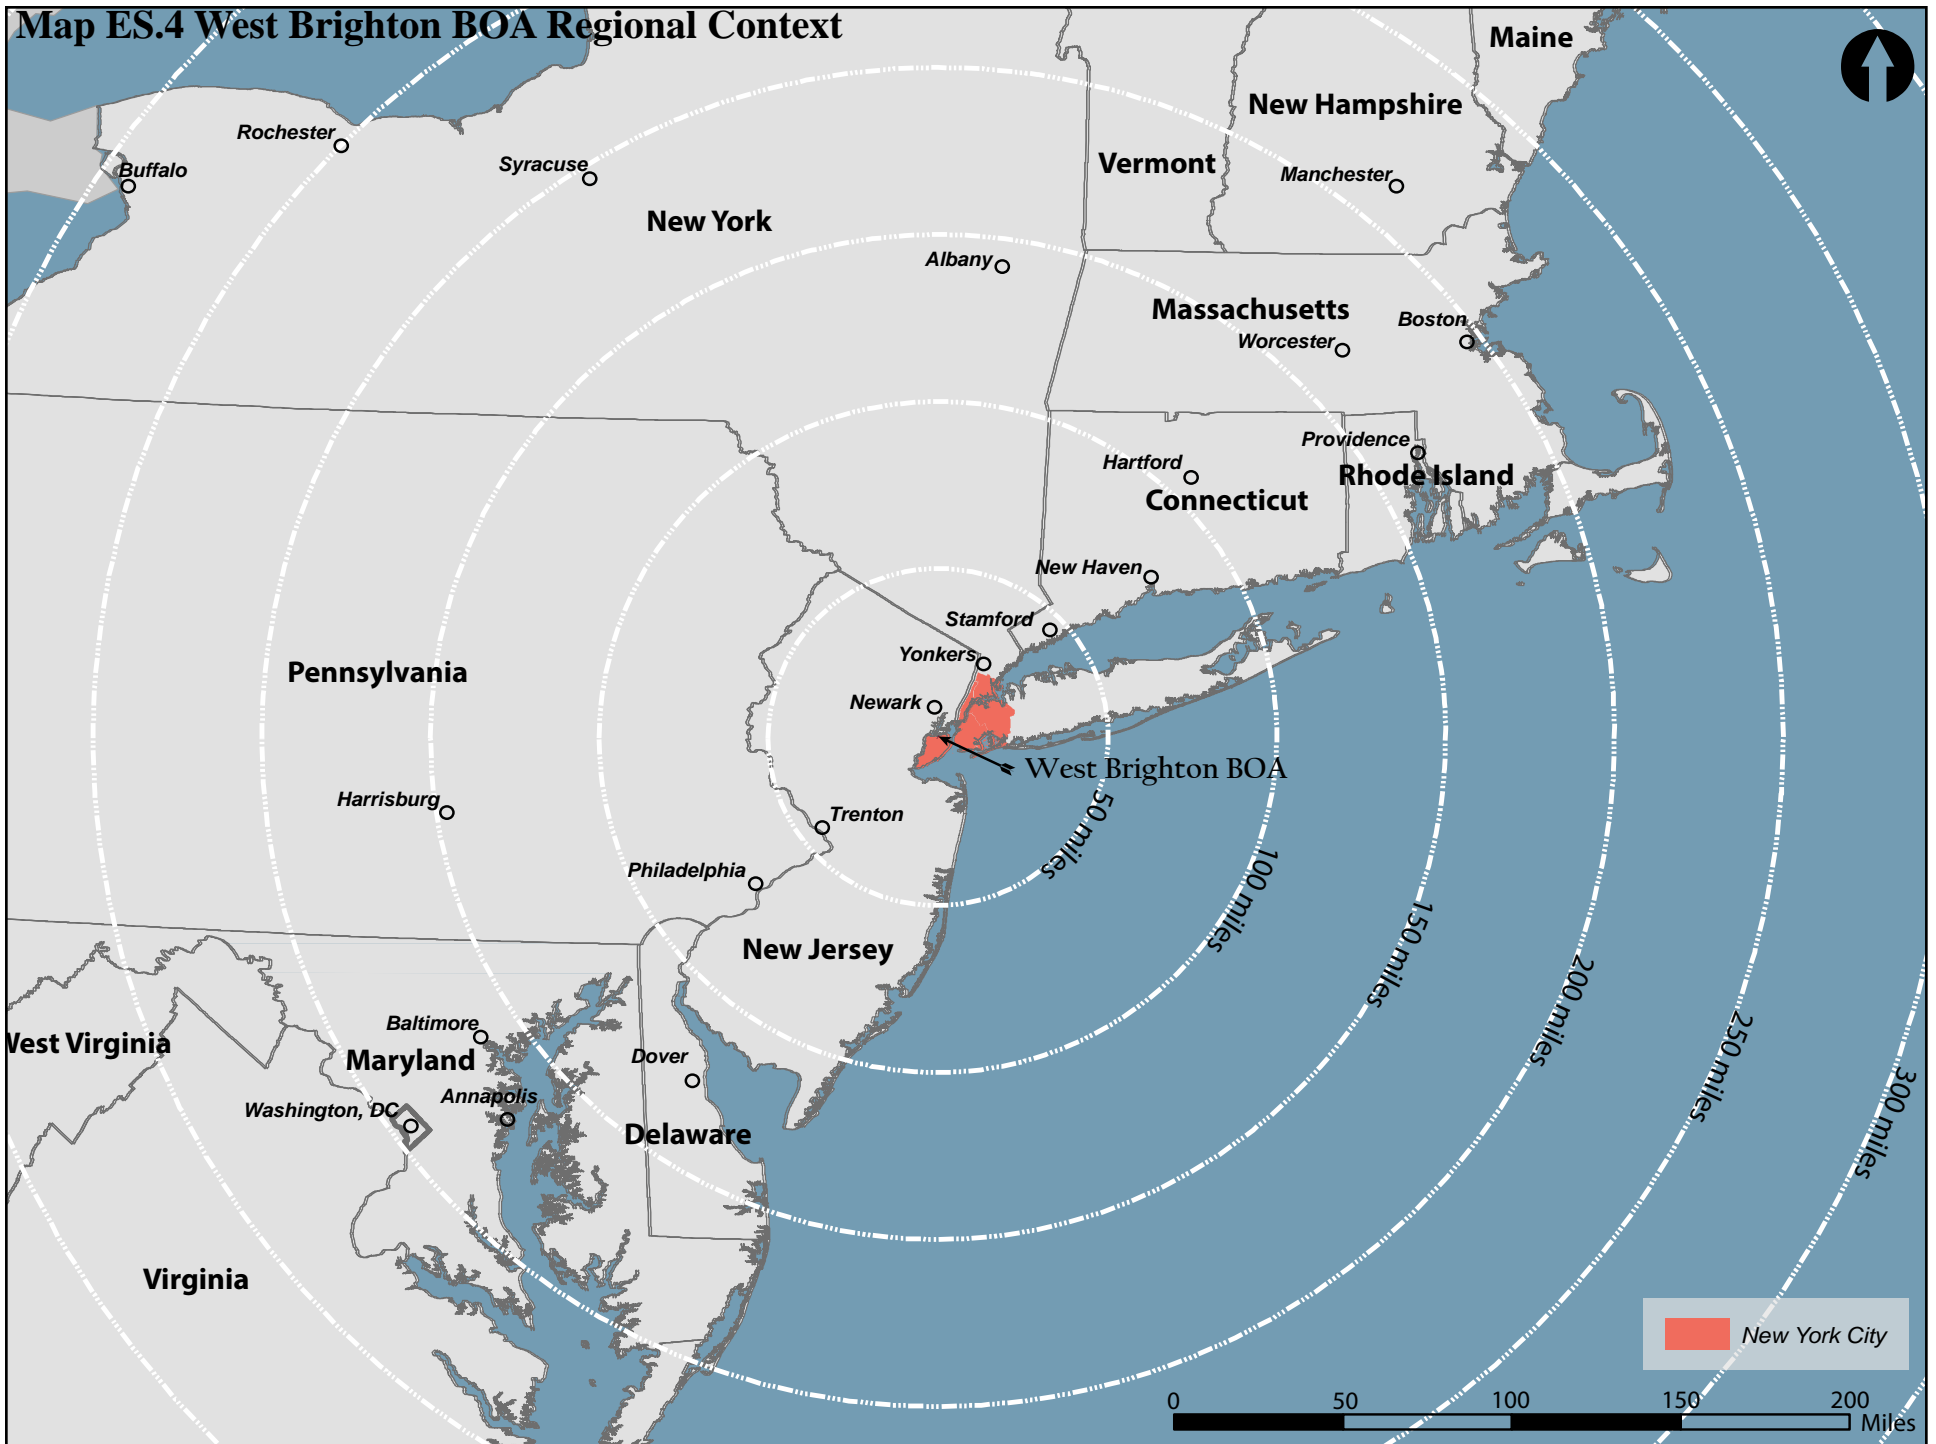 Map ES.4 West Brighton BOA Regional Context
Maine
New Hampshire
Rochester
Buffalo
Syracuse
Vermont
Manchester
New York
Albany
Massachusetts
Boston
Worcester
Providence
Hartford
Rhode Island
Connecticut
New Haven
Stamford
Yonkers
Pennsylvania
Newark
West Brighton BOA
Harrisburg
Trenton
50 miles
Philadelphia
100 miles
150 miles
New Jersey
200 miles
250 miles
Baltimore
West Virginia
Maryland
Dover
300 miles
Annapolis
Washington, DC
Delaware
Virginia
New York City
0 50 100 150 200
Miles